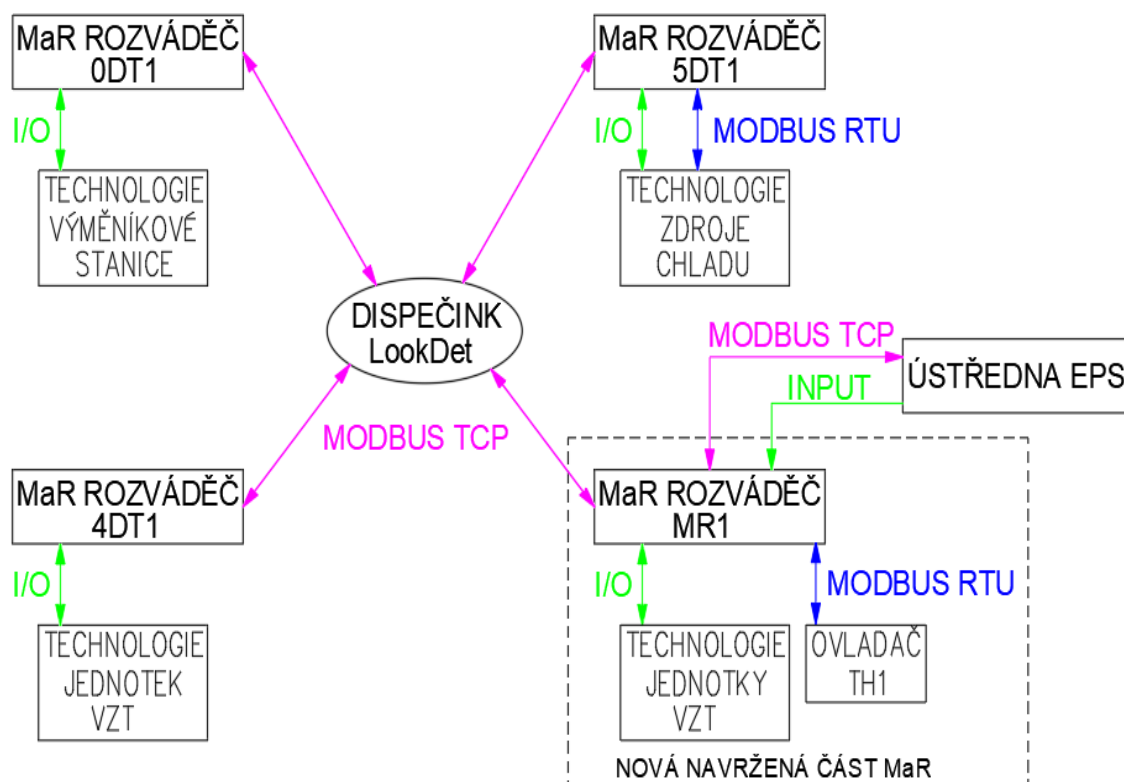 MaR ROZVÁDĚČ
0DT1
I/O
TECHNOLOGIE
VÝMĚNÍKOVÉ
STANICE
MaR ROZVÁDĚČ
5DT1
I/O
MODBUS RTU
TECHNOLOGIE
ZDROJE
CHLADU
DISPEČINK
LookDet
MODBUS TCP
INPUT
ÚSTŘEDNA EPS
MODBUS TCP
MaR ROZVÁDĚČ
4DT1
I/O
TECHNOLOGIE
JEDNOTEK
VZT
MaR ROZVÁDĚČ
MR1
I/O
MODBUS RTU
TECHNOLOGIE
JEDNOTKY
VZT
OVLADAČ
TH1
NOVÁ NAVRŽENÁ ČÁST MaR